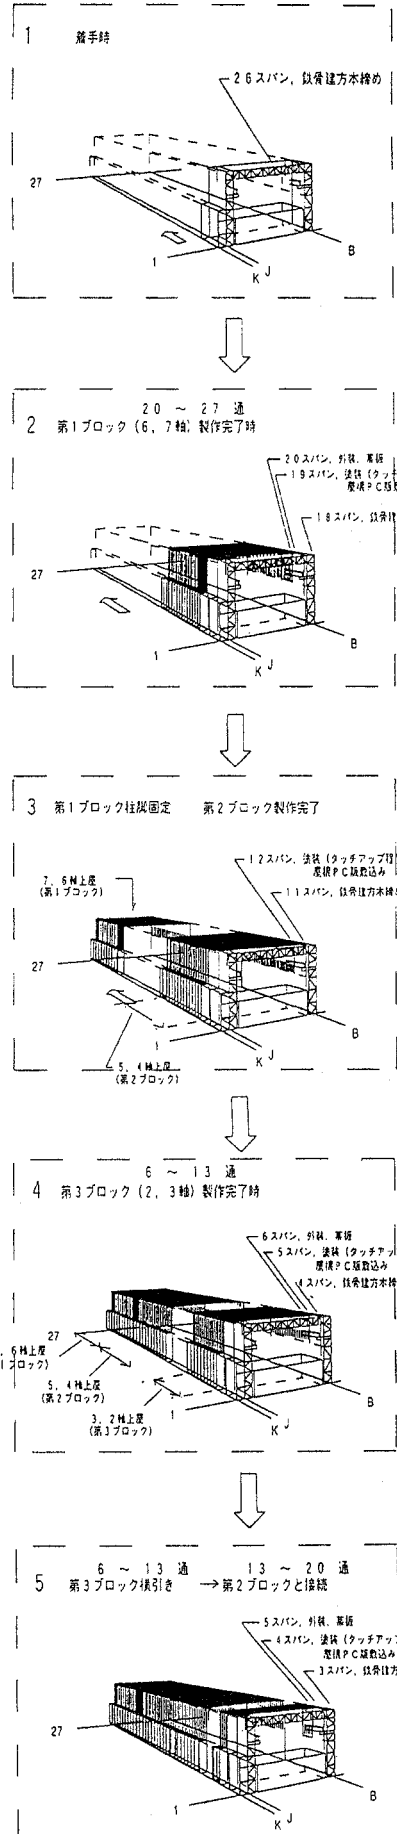 1 着手時
26スパン, 鉄骨建方本締め
27
1
K J
B
20 ～ 27 通
2 第1ブロック (6, 7軸) 製作完了時
20スパン, 外装, 幕板
19スパン, 塗装 (タッチ
屋根PC版敷
18スパン, 鉄骨建
27
1
K J
B
3 第1ブロック柱脚固定 第2ブロック製作完了
12スパン, 塗装 (タッチアップ程
屋根PC版敷込み
11スパン, 鉄骨建方本締め
7, 6軸上屋
(第1ブロック)
27
1
K J
B
5, 4軸上屋
(第2ブロック)
6 ～ 13 通
4 第3ブロック (2, 3軸) 製作完了時
6スパン, 外装, 幕板
5スパン, 塗装 (タッチアッ
屋根PC版敷込み
4スパン, 鉄骨建方本締
27
, 6軸上屋
1ブロック)
5, 4軸上屋
(第2ブロック)
3, 2軸上屋
(第3ブロック)
1
K J
B
6 ～ 13 通 13 ～ 20 通
5 第3ブロック横引き →第2ブロックと接続
5スパン, 外装, 幕板
4スパン, 塗装 (タッチアップ
屋根PC版敷込み
3スパン, 鉄骨建方
27
1
K J
B